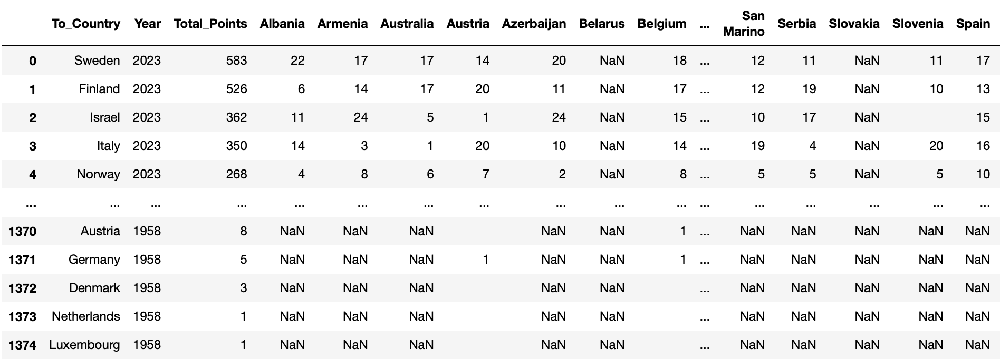 To_Country Year Total_Points Albania Armenia Australia Austria Azerbaijan Belarus Belgium ... San Marino Serbia Slovakia Slovenia Spain
0 Sweden 2023 583 22 17 17 14 20 NaN 18 ... 12 11 NaN 11 17
1 Finland 2023 526 6 14 17 20 11 NaN 17 ... 12 19 NaN 10 13
2 Israel 2023 362 11 24 5 1 24 NaN 15 ... 10 17 NaN 15
3 Italy 2023 350 14 3 1 20 10 NaN 14 ... 19 4 NaN 20 16
4 Norway 2023 268 4 8 6 7 2 NaN 8 ... 5 5 NaN 5 10
... ... ... ... ... ... ... ... ... ... ... ... ... ... ... ... ...
1370 Austria 1958 8 NaN NaN NaN NaN NaN 1 ... NaN NaN NaN NaN NaN
1371 Germany 1958 5 NaN NaN NaN 1 NaN NaN 1 ... NaN NaN NaN NaN NaN
1372 Denmark 1958 3 NaN NaN NaN NaN NaN ... NaN NaN NaN NaN NaN
1373 Netherlands 1958 1 NaN NaN NaN NaN NaN ... NaN NaN NaN NaN NaN
1374 Luxembourg 1958 1 NaN NaN NaN NaN NaN ... NaN NaN NaN NaN NaN